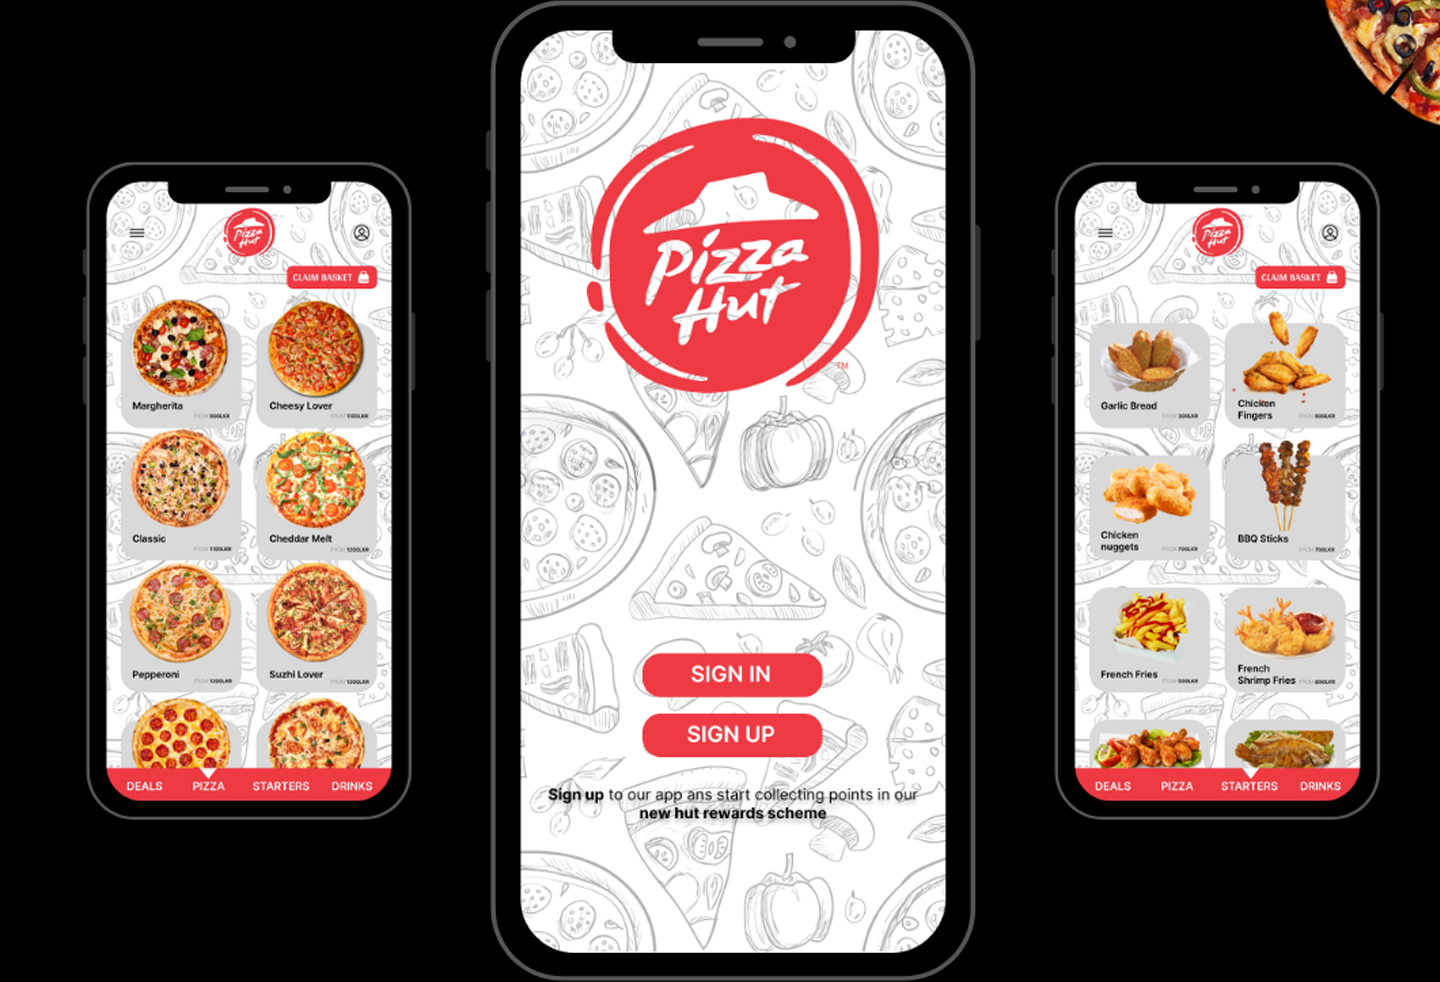 Pizza
Hut
CLAIM BASKET
Margherita
FROM 900LKR
Cheesy Lover
FROM 1100LKR
Classic
FROM 1100LKR
Cheddar Melt
FROM 1200LKR
Pepperoni
FROM 1200LKR
Suzhi Lover
FROM 1200LKR
DEALS PIZZA STARTERS DRINKS
Pizza
Hut
TM
SIGN IN
SIGN UP
Sign up to our app ans start collecting points in our
new hut rewards scheme
Pizza
Hut
CLAIM BASKET
Garlic Bread
FROM 300LKR
Chicken
Fingers
FROM 600LKR
Chicken
nuggets
FROM 700LKR
BBQ Sticks
FROM 700LKR
French Fries
FROM 500LKR
French
Shrimp Fries
FROM 800LKR
DEALS PIZZA STARTERS DRINKS